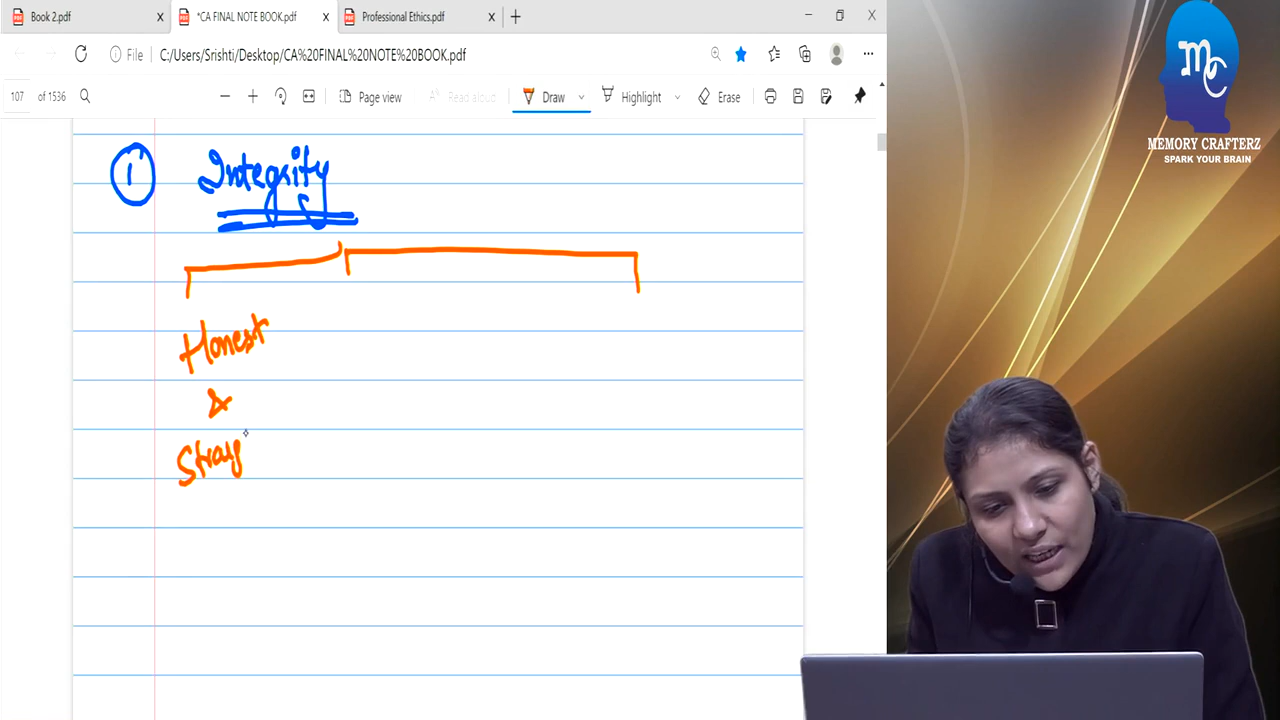 Book 2.pdf
*CA FINAL NOTE BOOK.pdf
Professional Ethics.pdf
File
C:/Users/Srishti/Desktop/CA%20FINAL%20NOTE%20BOOK.pdf
107 of 1536
Page view
Read aloud
Draw
Highlight
Erase
MC
MEMORY CRAFTERZ
SPARK YOUR BRAIN
1 Integrity
Honest
&
Straig